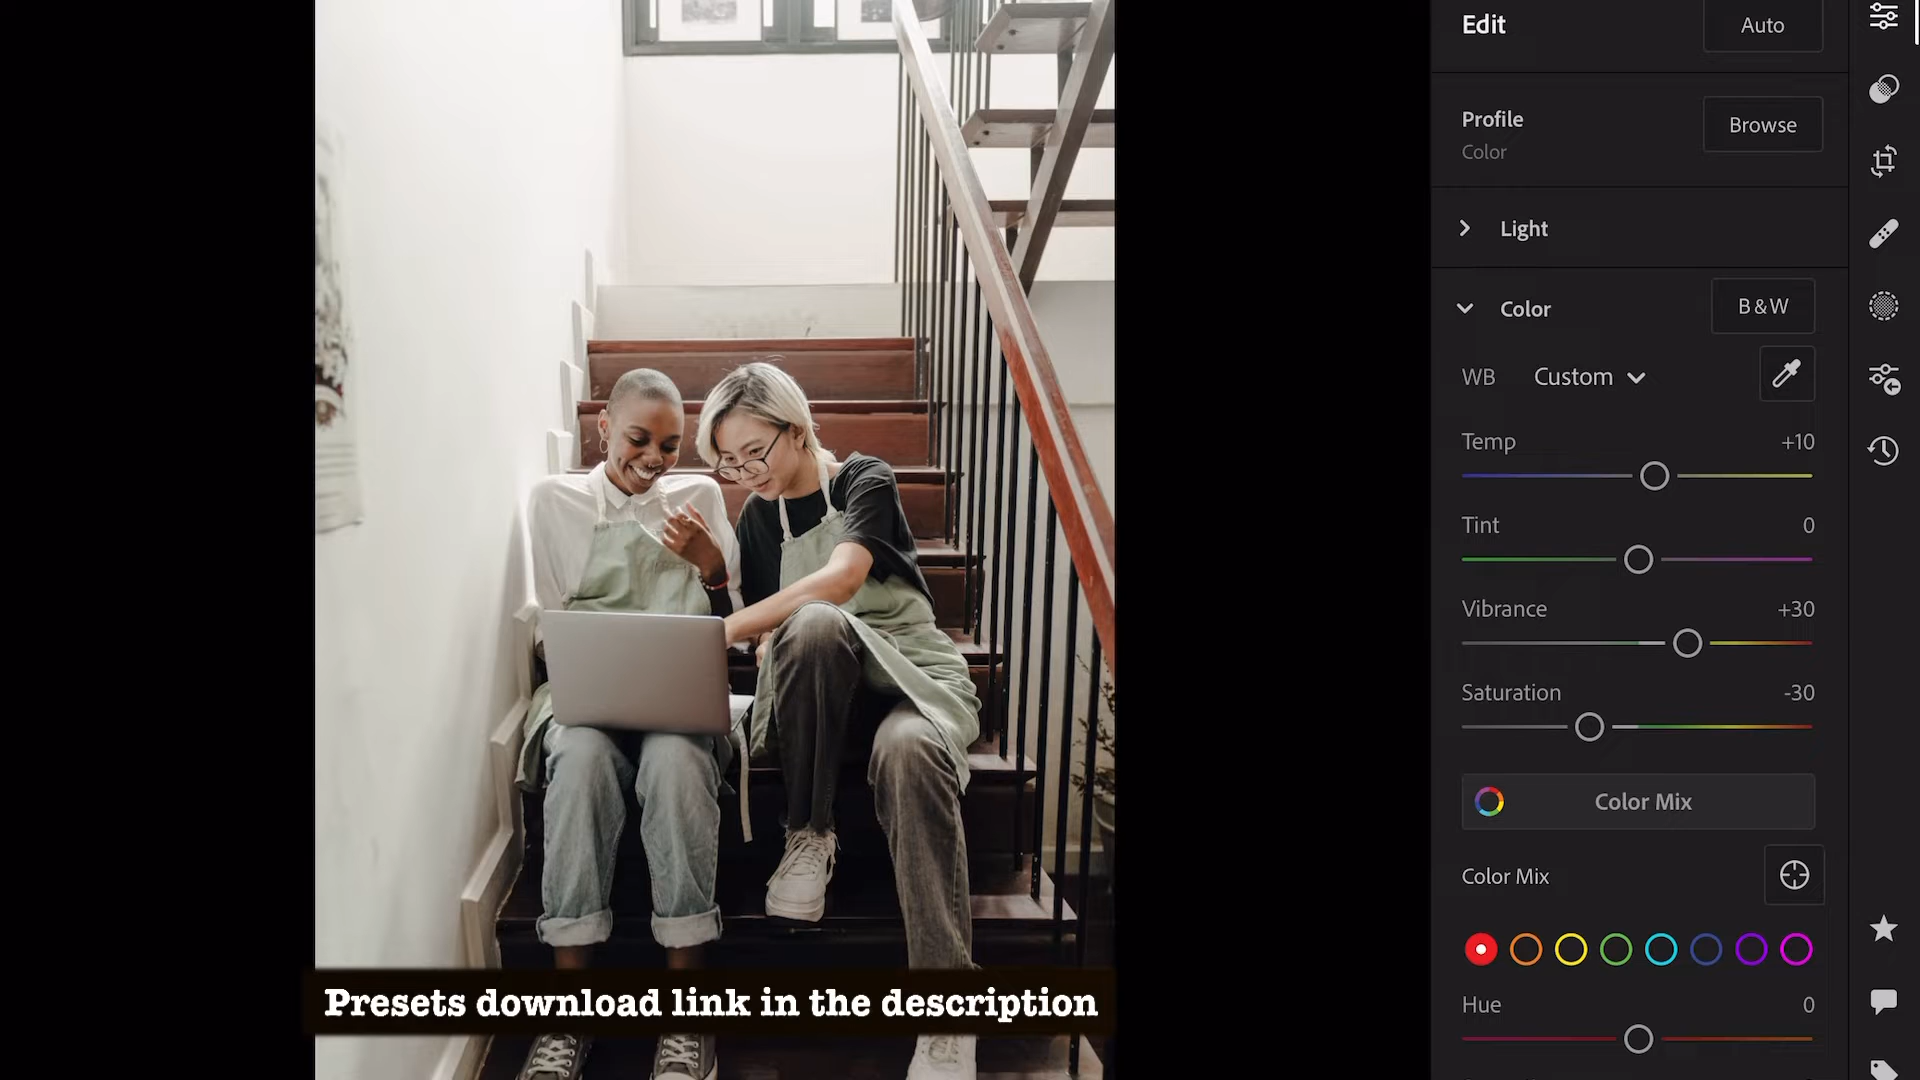 Edit
Auto
Profile
Color
Browse
Light
Color
B&W
WB Custom
Temp +10
Tint 0
Vibrance +30
Saturation -30
Color Mix
Color Mix
Hue 0
Presets download link in the description